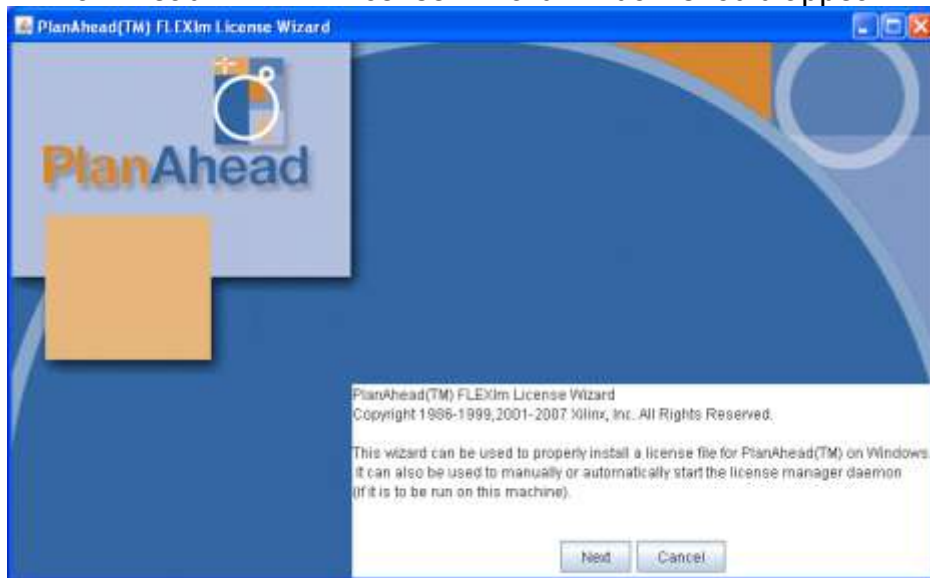 PlanAhead(TM) FLEXlm License Wizard
PlanAhead
PlanAhead(TM) FLEXlm License Wizard
Copyright 1986-1999,2001-2007 Xilinx, Inc. All Rights Reserved.
This wizard can be used to properly install a license file for PlanAhead(TM) on Windows.
It can also be used to manually or automatically start the license manager daemon
(if it is to be run on this machine).
Next Cancel